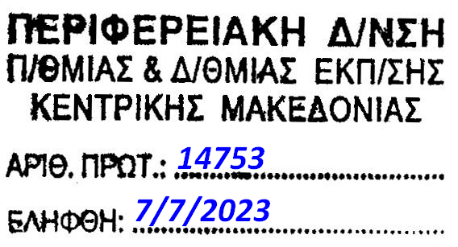 ΠΕΡΙΦΕΡΕΙΑΚΗ Δ/ΝΣΗ
Π/ΘΜΙΑΣ & Δ/ΘΜΙΑΣ ΕΚΠ/ΣΗΣ
ΚΕΝΤΡΙΚΗΣ ΜΑΚΕΔΟΝΙΑΣ
ΑΡΙΘ. ΠΡΩΤ.: 14753
ΕΛΗΦΘΗ: 7/7/2023